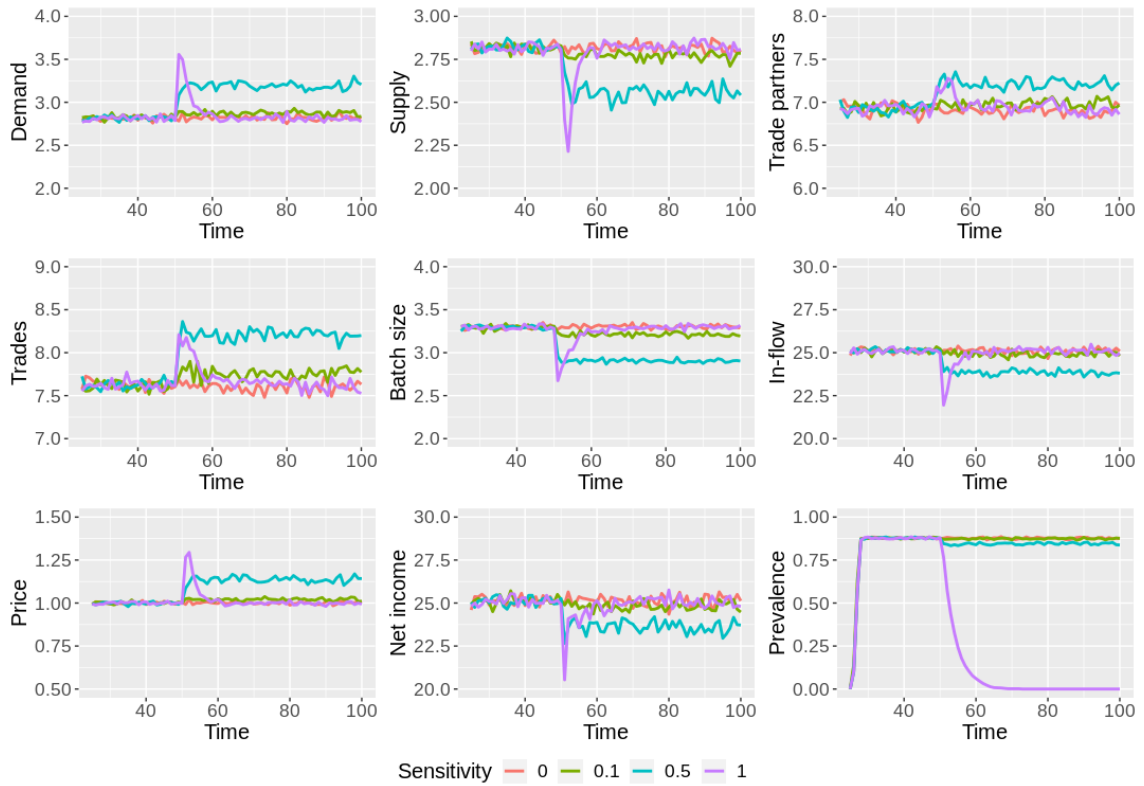 Demand
4.0
3.5
3.0
2.5
2.0
40 60 80 100
Time
Supply
3.00
2.75
2.50
2.25
2.00
40 60 80 100
Time
Trade partners
8.0
7.5
7.0
6.5
6.0
40 60 80 100
Time
Trades
9.0
8.5
8.0
7.5
7.0
40 60 80 100
Time
Batch size
4.0
3.5
3.0
2.5
2.0
40 60 80 100
Time
In-flow
30.0
27.5
25.0
22.5
20.0
40 60 80 100
Time
Price
1.50
1.25
1.00
0.75
0.50
40 60 80 100
Time
Net income
30.0
27.5
25.0
22.5
20.0
40 60 80 100
Time
Prevalence
1.00
0.75
0.50
0.25
0.00
40 60 80 100
Time
Sensitivity 0 0.1 0.5 1